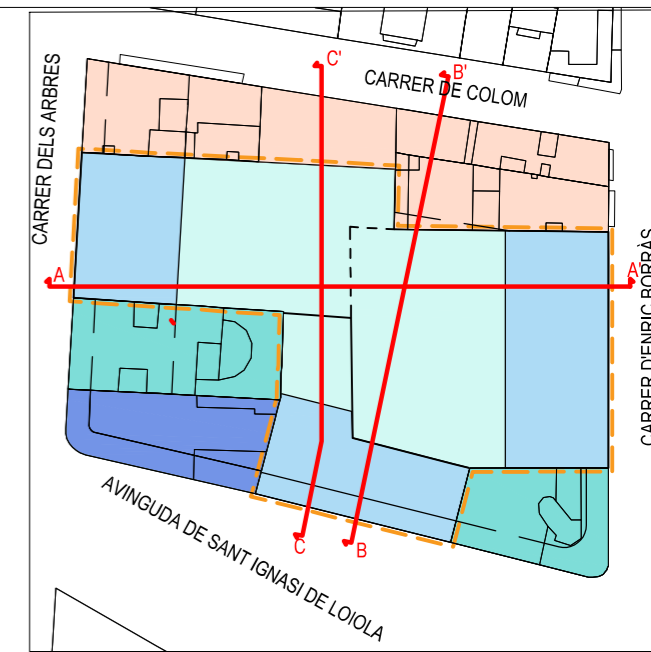 C'
B'
CARRER DE COLOM
CARRER DELS ARBRES
A
A'
CARRER D'ENRIC BORRÀS
AVINGUDA DE SANT IGNASI DE LOIOLA
C
B